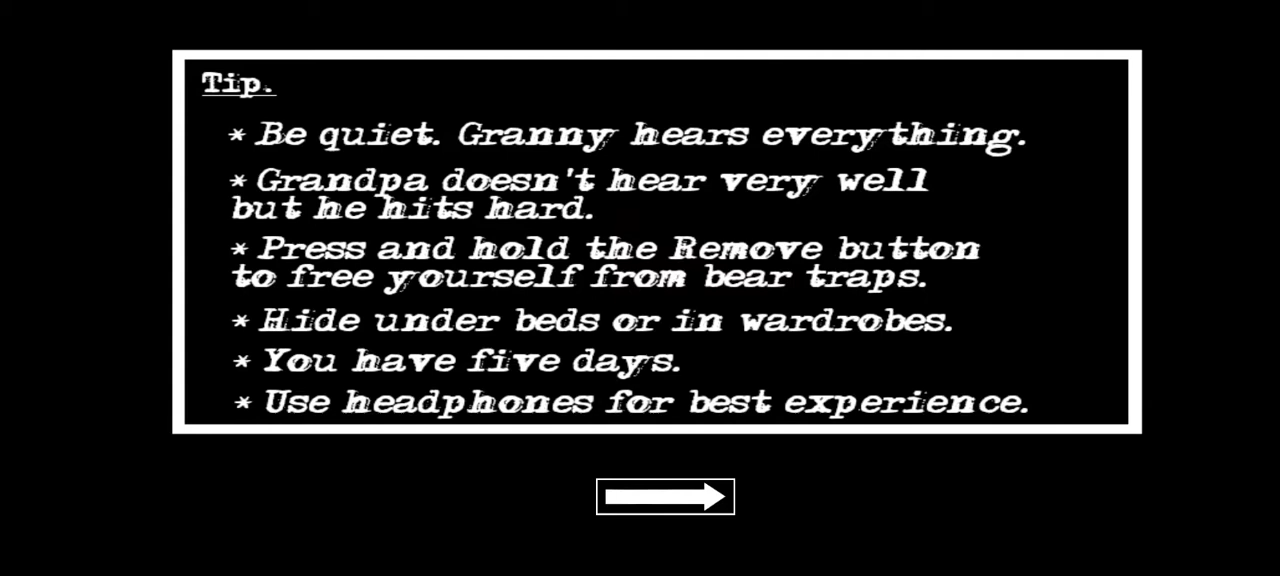 Tip.
* Be quiet. Granny hears everything.
* Grandpa doesn't hear very well
but he hits hard.
* Press and hold the Remove button
to free yourself from bear traps.
* Hide under beds or in wardrobes.
* You have five days.
* Use headphones for best experience.